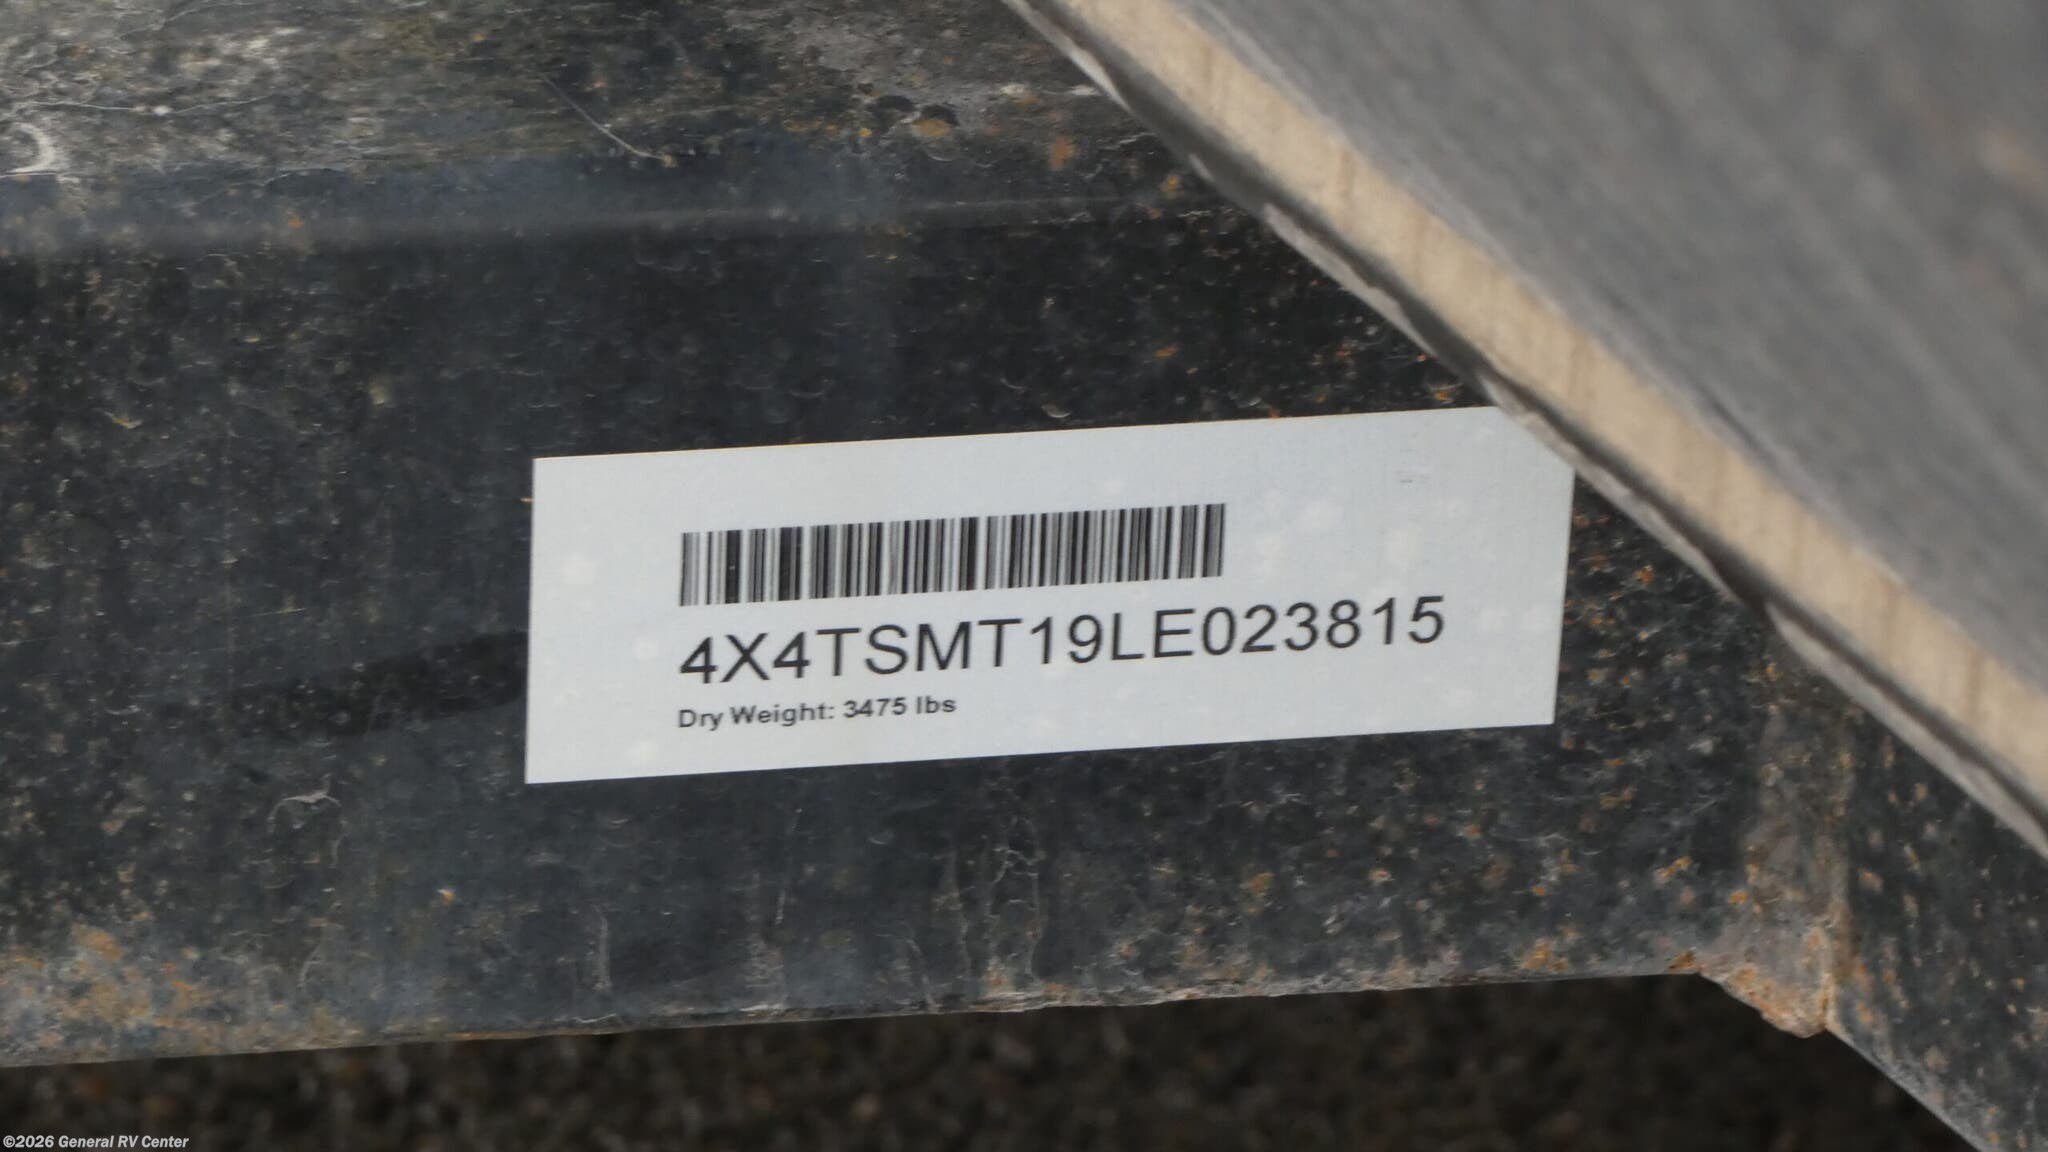 4X4TSMT19LE023815
Dry Weight: 3475 lbs
©2026 General RV Center